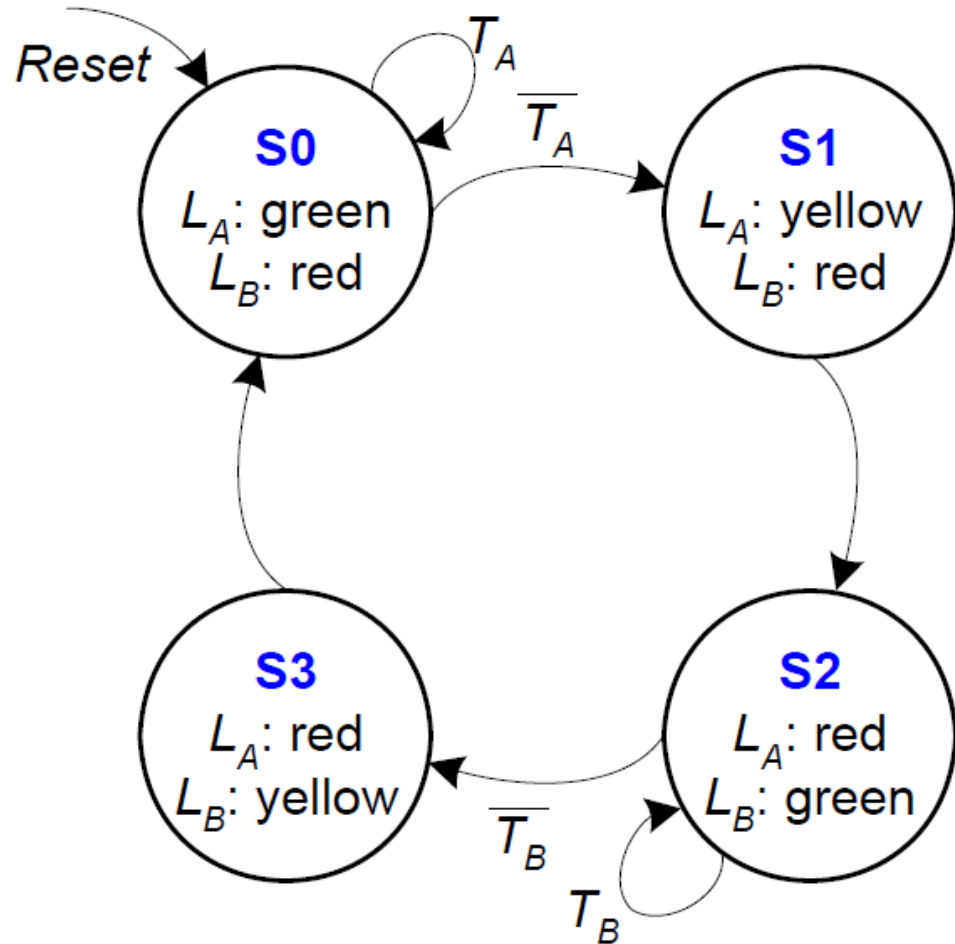 Reset
T_A
T̅_A̅
S0
L_A: green
L_B: red
S1
L_A: yellow
L_B: red
S3
L_A: red
L_B: yellow
S2
L_A: red
L_B: green
T̅_B̅
T_B